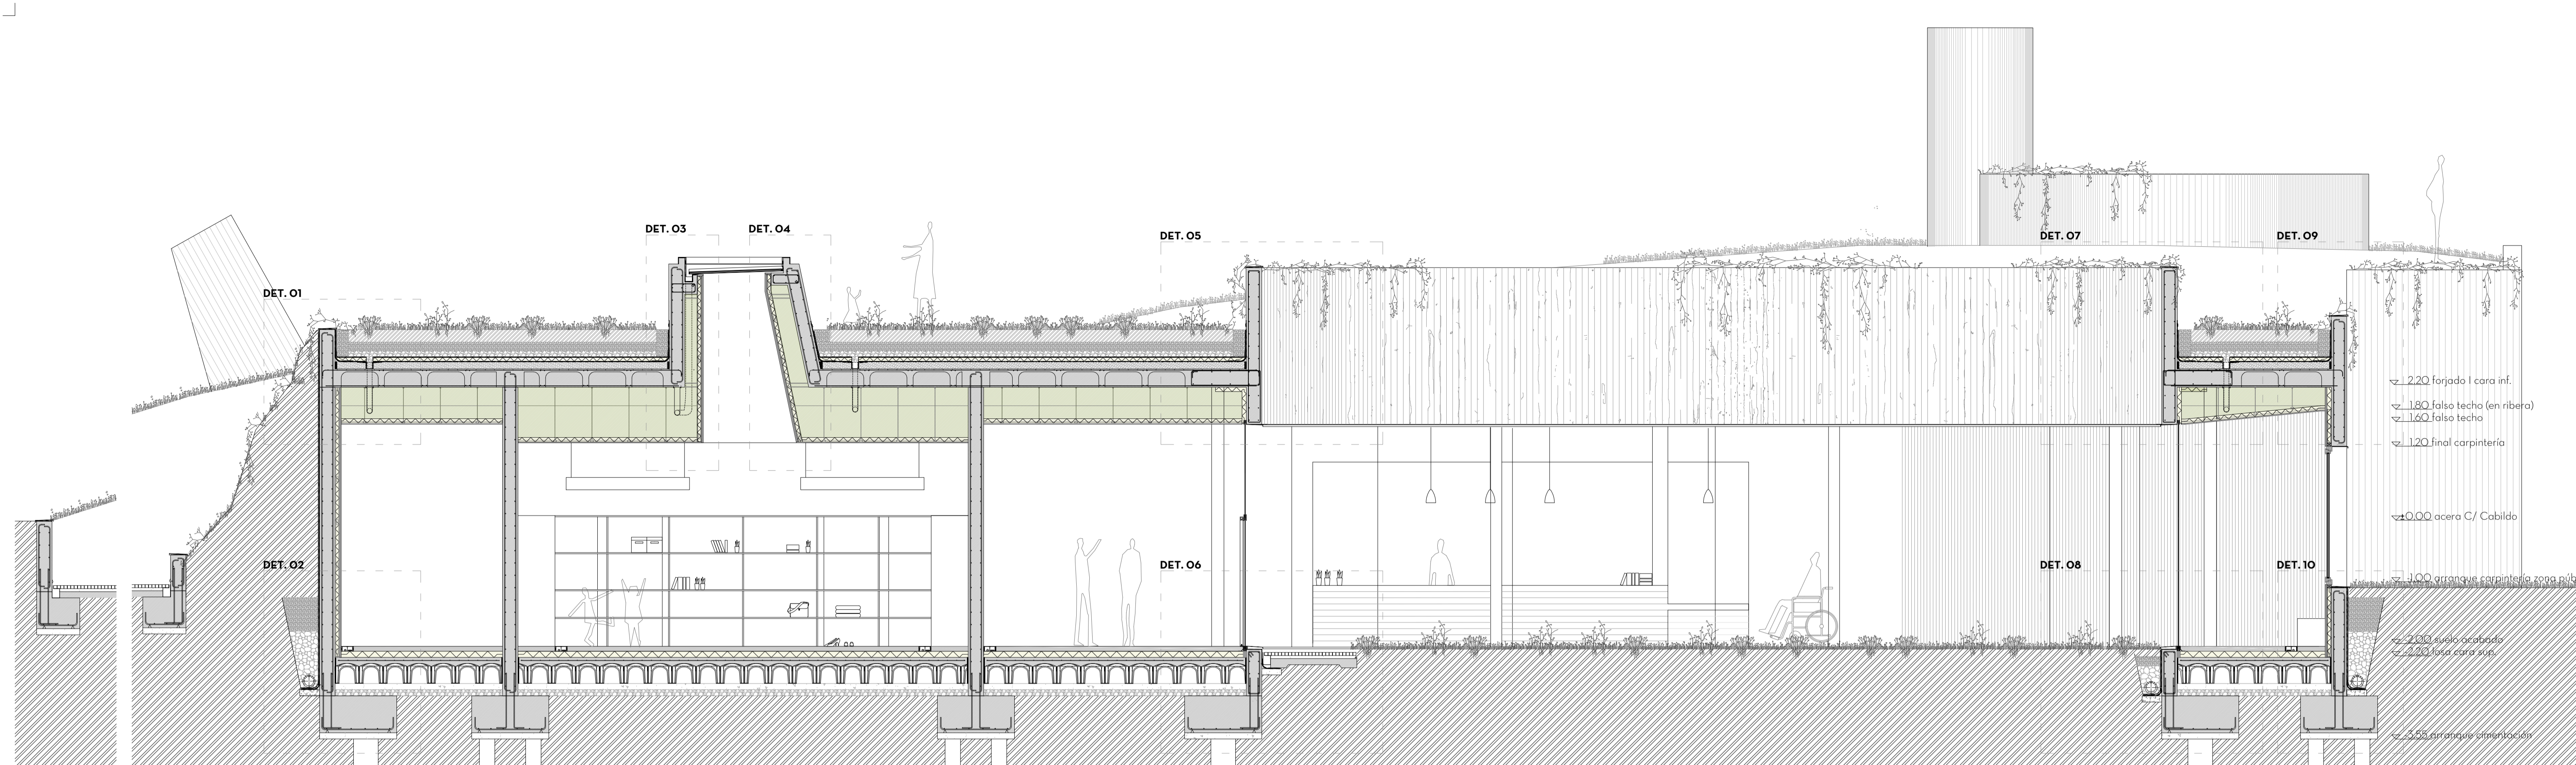 DET. 03
DET. 04
DET. 05
DET. 07
DET. 09
DET. 01
2.20 forjado I cara inf.
1.80 falso techo (en ribera)
1.60 falso techo
1.20 final carpintería
±0.00 acera C/ Cabildo
DET. 02
DET. 06
DET. 08
DET. 10
-1.00 arranque carpintería zona púb
-2.00 suelo acabado
-2.20 losa cara sup.
-3.55 arranque cimentación